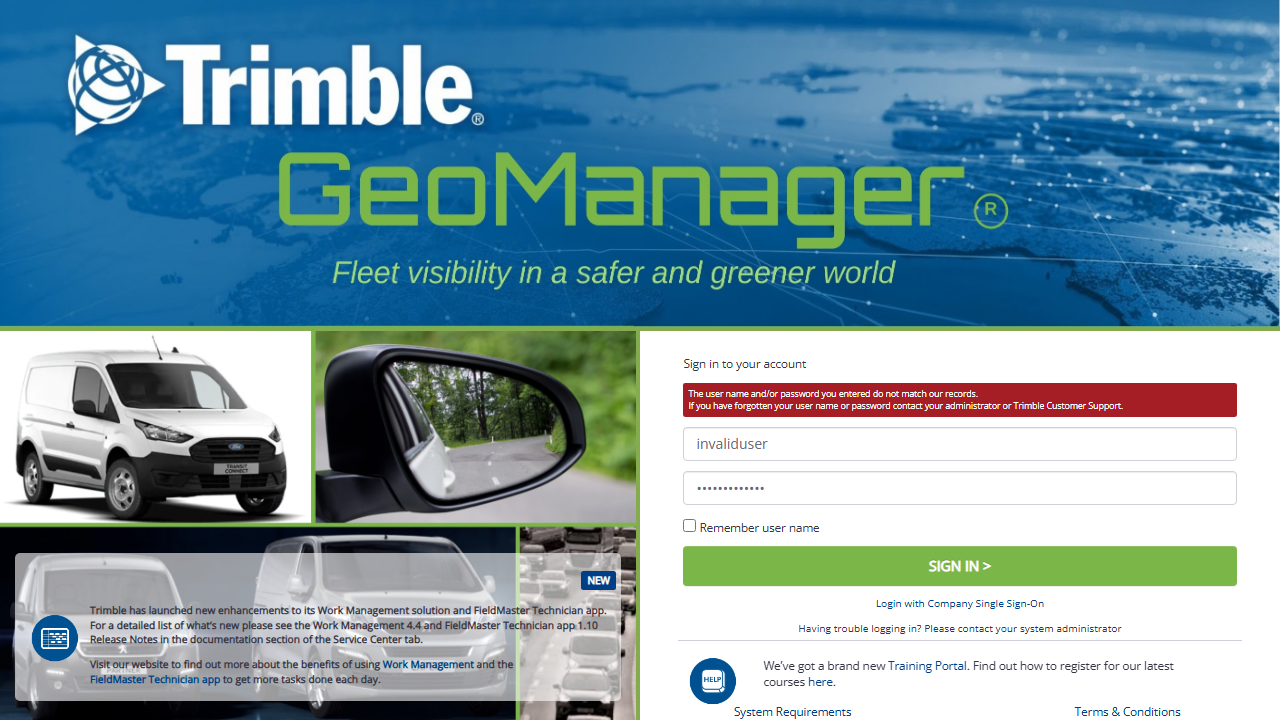 Trimble®
GeoManager®
Fleet visibility in a safer and greener world
TRANSIT
CONNECT
NEW
Trimble has launched new enhancements to its Work Management solution and FieldMaster Technician app.
For a detailed list of what's new please see the Work Management 4.4 and FieldMaster Technician app 1.10
Release Notes in the documentation section of the Service Center tab.
Visit our website to find out more about the benefits of using Work Management and the
FieldMaster Technician app to get more tasks done each day.
Sign in to your account
The user name and/or password you entered do not match our records.
If you have forgotten your user name or password contact your administrator or Trimble Customer Support.
invaliduser
•••••••••••••
Remember user name
SIGN IN >
Login with Company Single Sign-On
Having trouble logging in? Please contact your system administrator
HELP
We've got a brand new Training Portal. Find out how to register for our latest
courses here.
System Requirements
Terms & Conditions